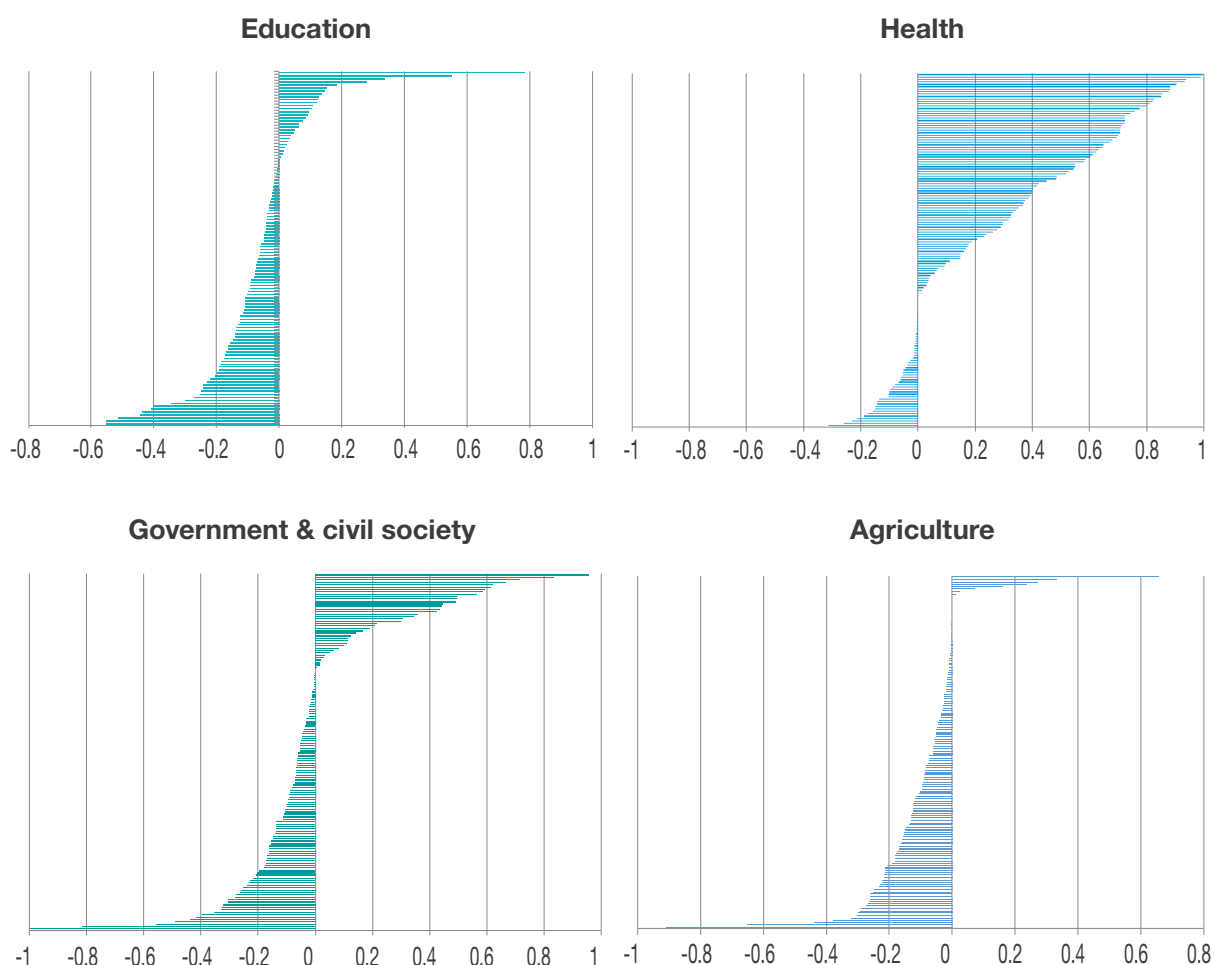 Education
Health
-0.8 -0.6 -0.4 -0.2 0 0.2 0.4 0.6 0.8 1
-1 -0.8 -0.6 -0.4 -0.2 0 0.2 0.4 0.6 0.8 1
Government & civil society
Agriculture
-1 -0.8 -0.6 -0.4 -0.2 0 0.2 0.4 0.6 0.8 1
-1 -0.8 -0.6 -0.4 -0.2 0 0.2 0.4 0.6 0.8